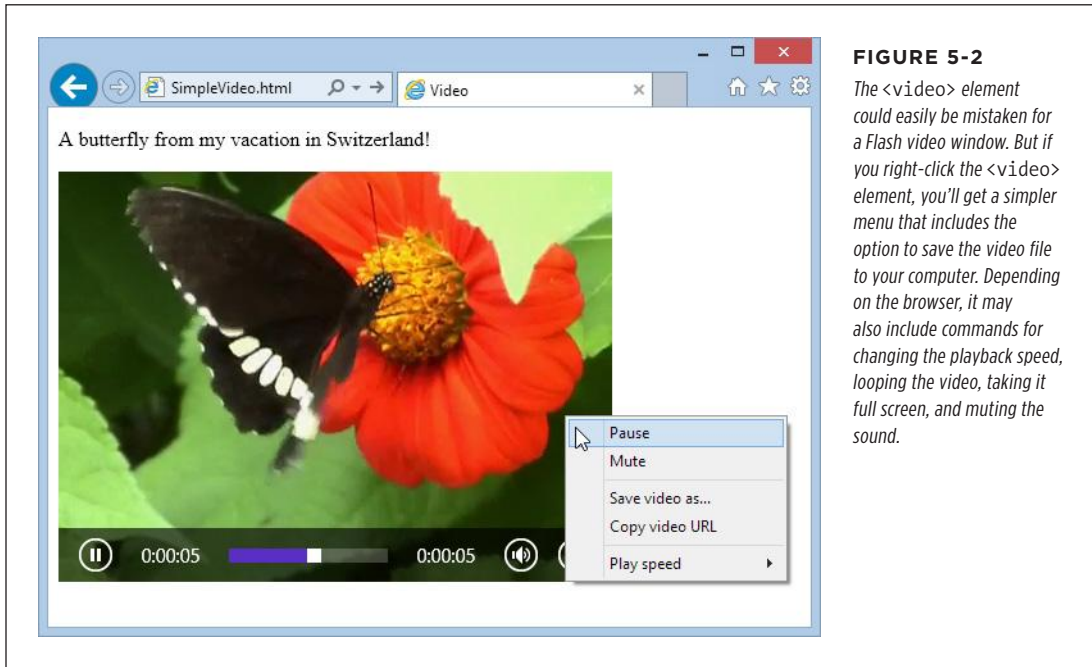 SimpleVideo.html
Video
A butterfly from my vacation in Switzerland!
0:00:05
0:00:05
Pause
Mute
Save video as...
Copy video URL
Play speed
FIGURE 5-2
The <video> element
could easily be mistaken for
a Flash video window. But if
you right-click the <video>
element, you'll get a simpler
menu that includes the
option to save the video file
to your computer. Depending
on the browser, it may
also include commands for
changing the playback speed,
looping the video, taking it
full screen, and muting the
sound.